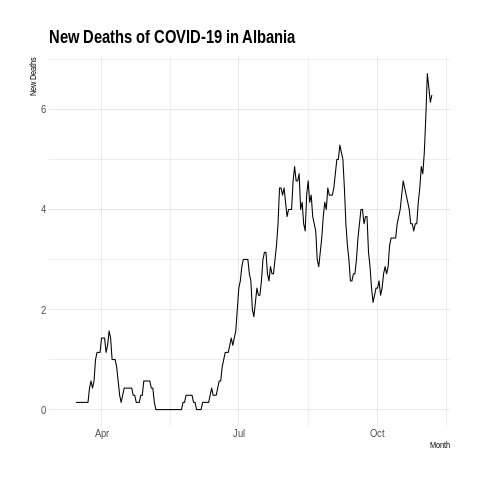 New Deaths of COVID-19 in Albania
New Deaths
6
4
2
0
Apr
Jul
Oct
Month